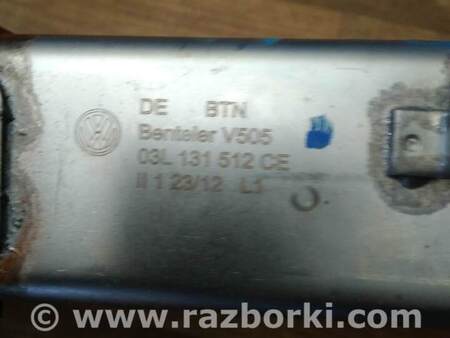 DE BTN
Benteler V505
03L 131 512 CE
II 1 23/12 L1
© www.razborki.com